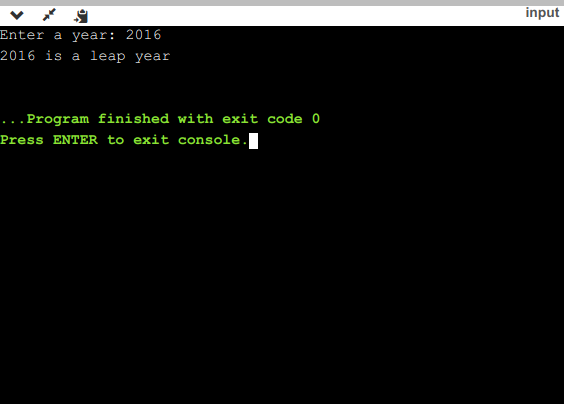 input
Enter a year: 2016
2016 is a leap year
...Program finished with exit code 0
Press ENTER to exit console.